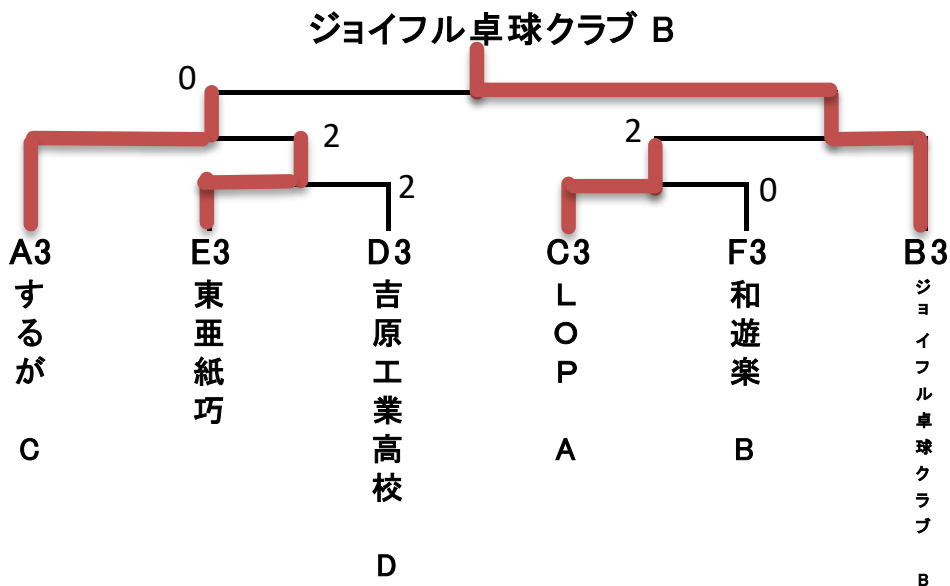 ジョイフル卓球クラブ B
0
2
2
2
0
A3
E3
D3
C3
F3
B3
するが C
東亜紙巧
吉原工業高校 D
LOP A
和遊楽 B
ジョイフル卓球クラブ B